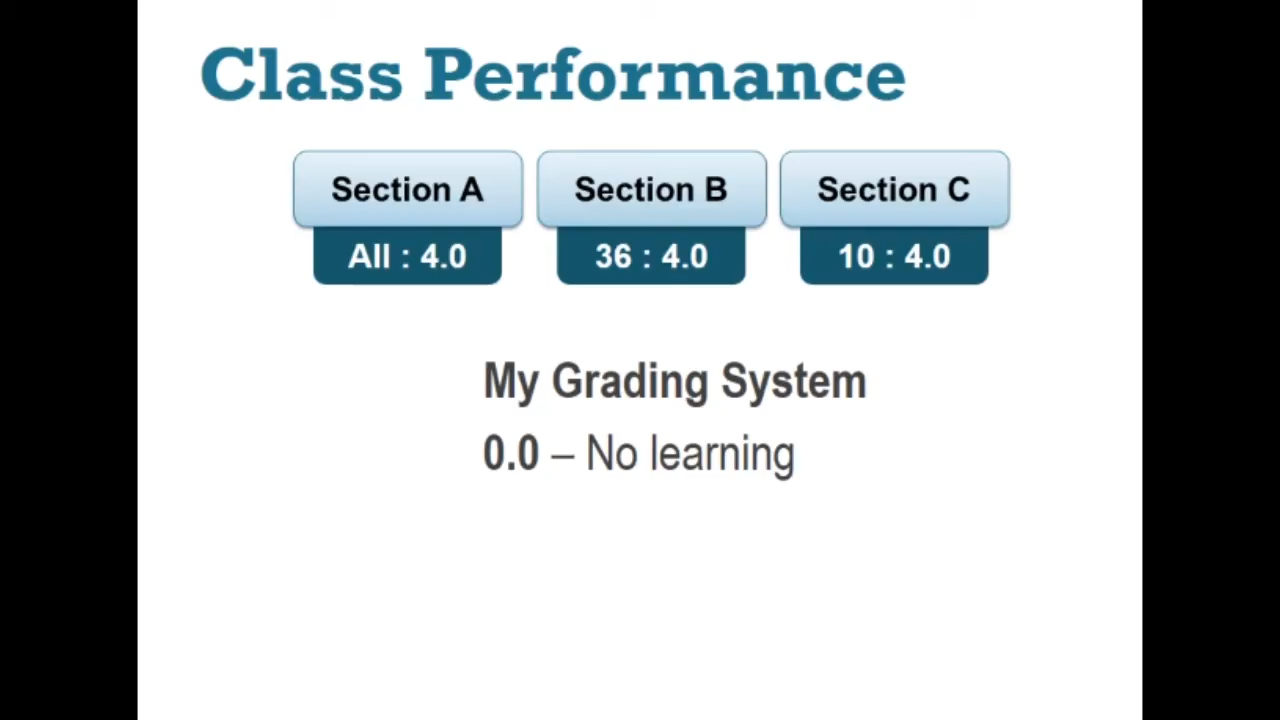 Class Performance
Section A
All : 4.0
Section B
36 : 4.0
Section C
10 : 4.0
My Grading System
0.0 – No learning